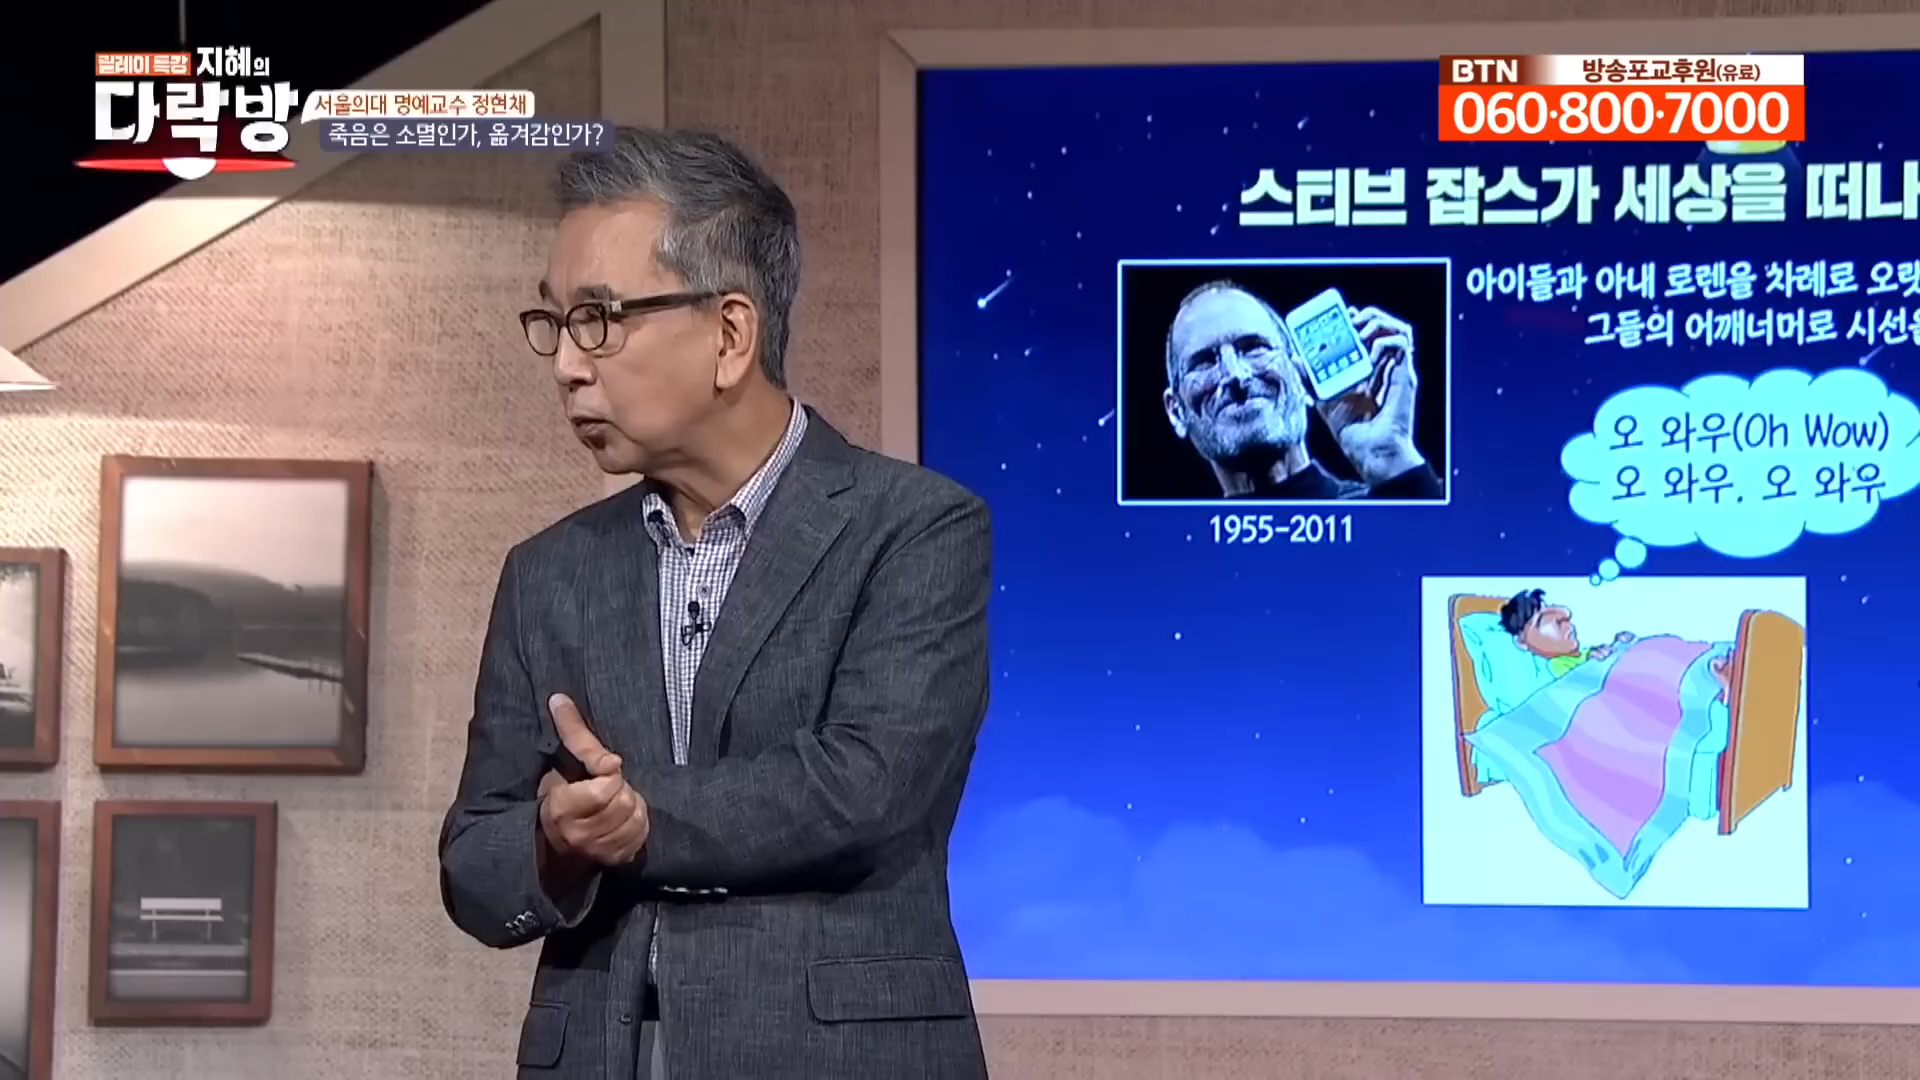 릴레이 특강 지혜의
다락방
서울의대 명예교수 정현채
죽음은 소멸인가, 옮겨감인가?
BTN 방송포교후원(유료)
060·800·7000
스티브 잡스가 세상을 떠나
아이들과 아내 로렌을 차례로 오랫
그들의 어깨너머로 시선을
오 와우(Oh Wow)
오 와우. 오 와우
1955-2011